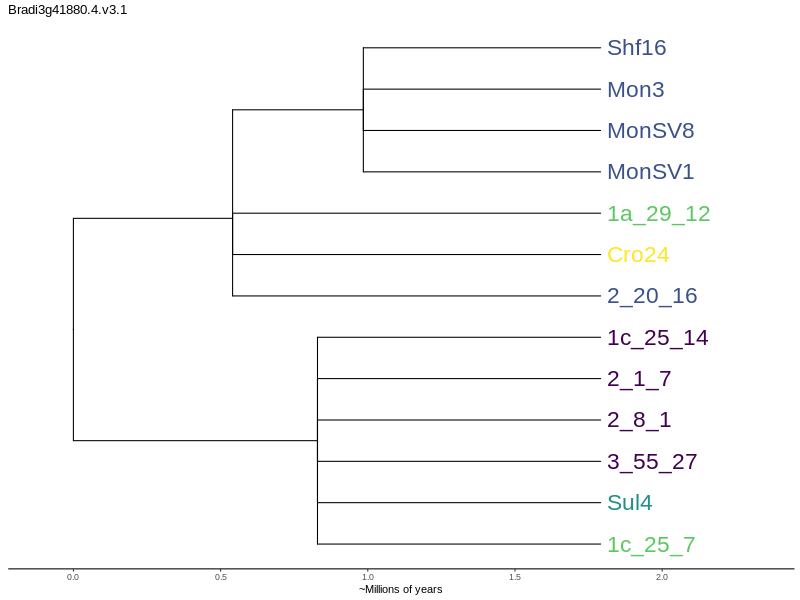 Bradi3g41880.4.v3.1
Shf16
Mon3
MonSV8
MonSV1
1a_29_12
Cro24
2_20_16
1c_25_14
2_1_7
2_8_1
3_55_27
Sul4
1c_25_7
0.0 0.5 1.0 1.5 2.0
~Millions of years